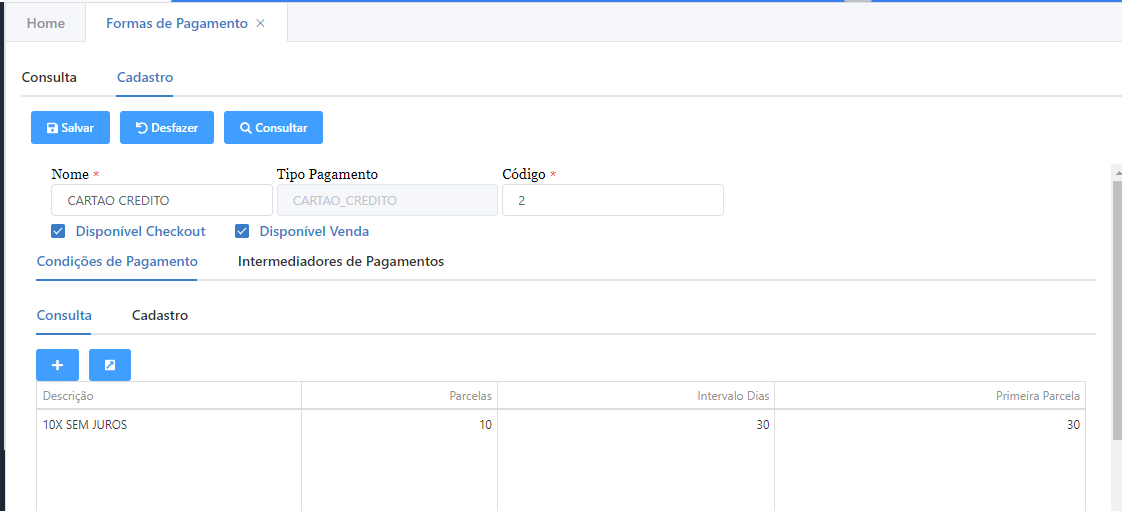 Home Formas de Pagamento ×
Consulta Cadastro
Salvar Desfazer Consultar
Nome * Tipo Pagamento Código *
CARTAO CREDITO CARTAO_CREDITO 2
Disponível Checkout Disponível Venda
Condições de Pagamento Intermediadores de Pagamentos
Consulta Cadastro
Descrição Parcelas Intervalo Dias Primeira Parcela
10X SEM JUROS 10 30 30